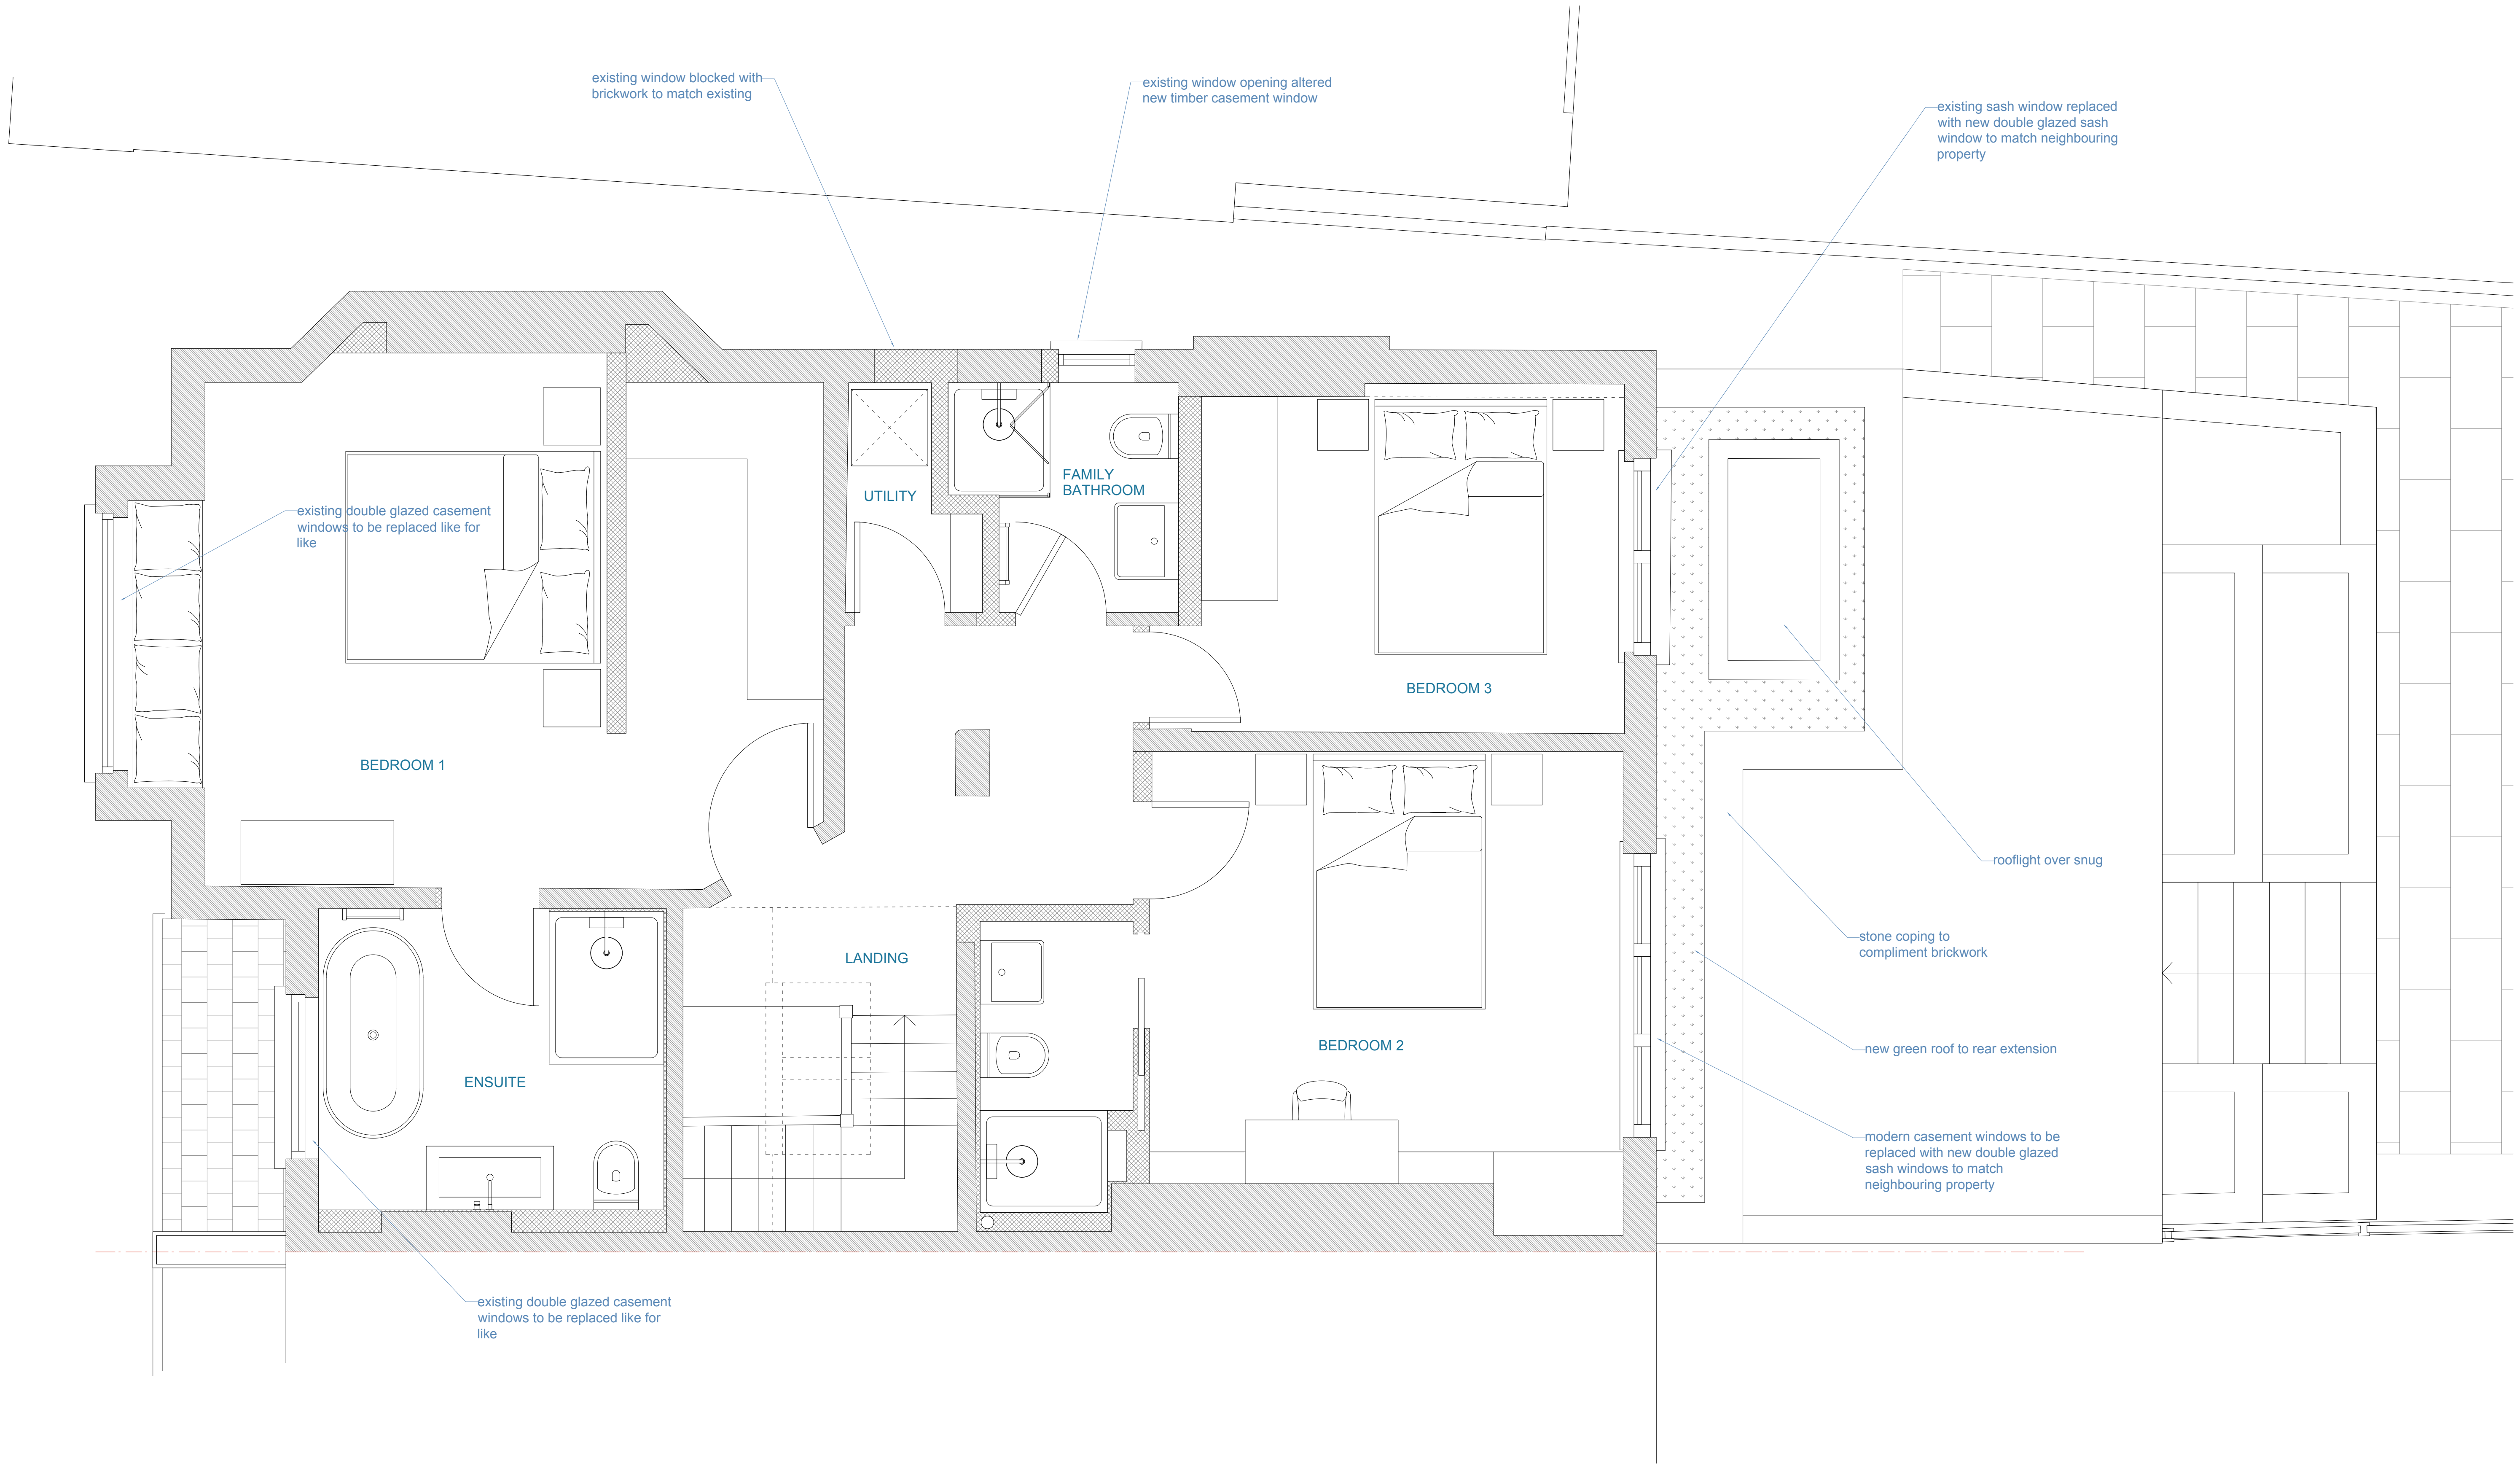 existing window blocked with
brickwork to match existing
existing window opening altered
new timber casement window
existing sash window replaced
with new double glazed sash
window to match neighbouring
property
FAMILY
BATHROOM
UTILITY
existing double glazed casement
windows to be replaced like for
like
BEDROOM 3
BEDROOM 1
rooflight over snug
stone coping to
compliment brickwork
LANDING
BEDROOM 2
new green roof to rear extension
ENSUITE
modern casement windows to be
replaced with new double glazed
sash windows to match
neighbouring property
existing double glazed casement
windows to be replaced like for
like